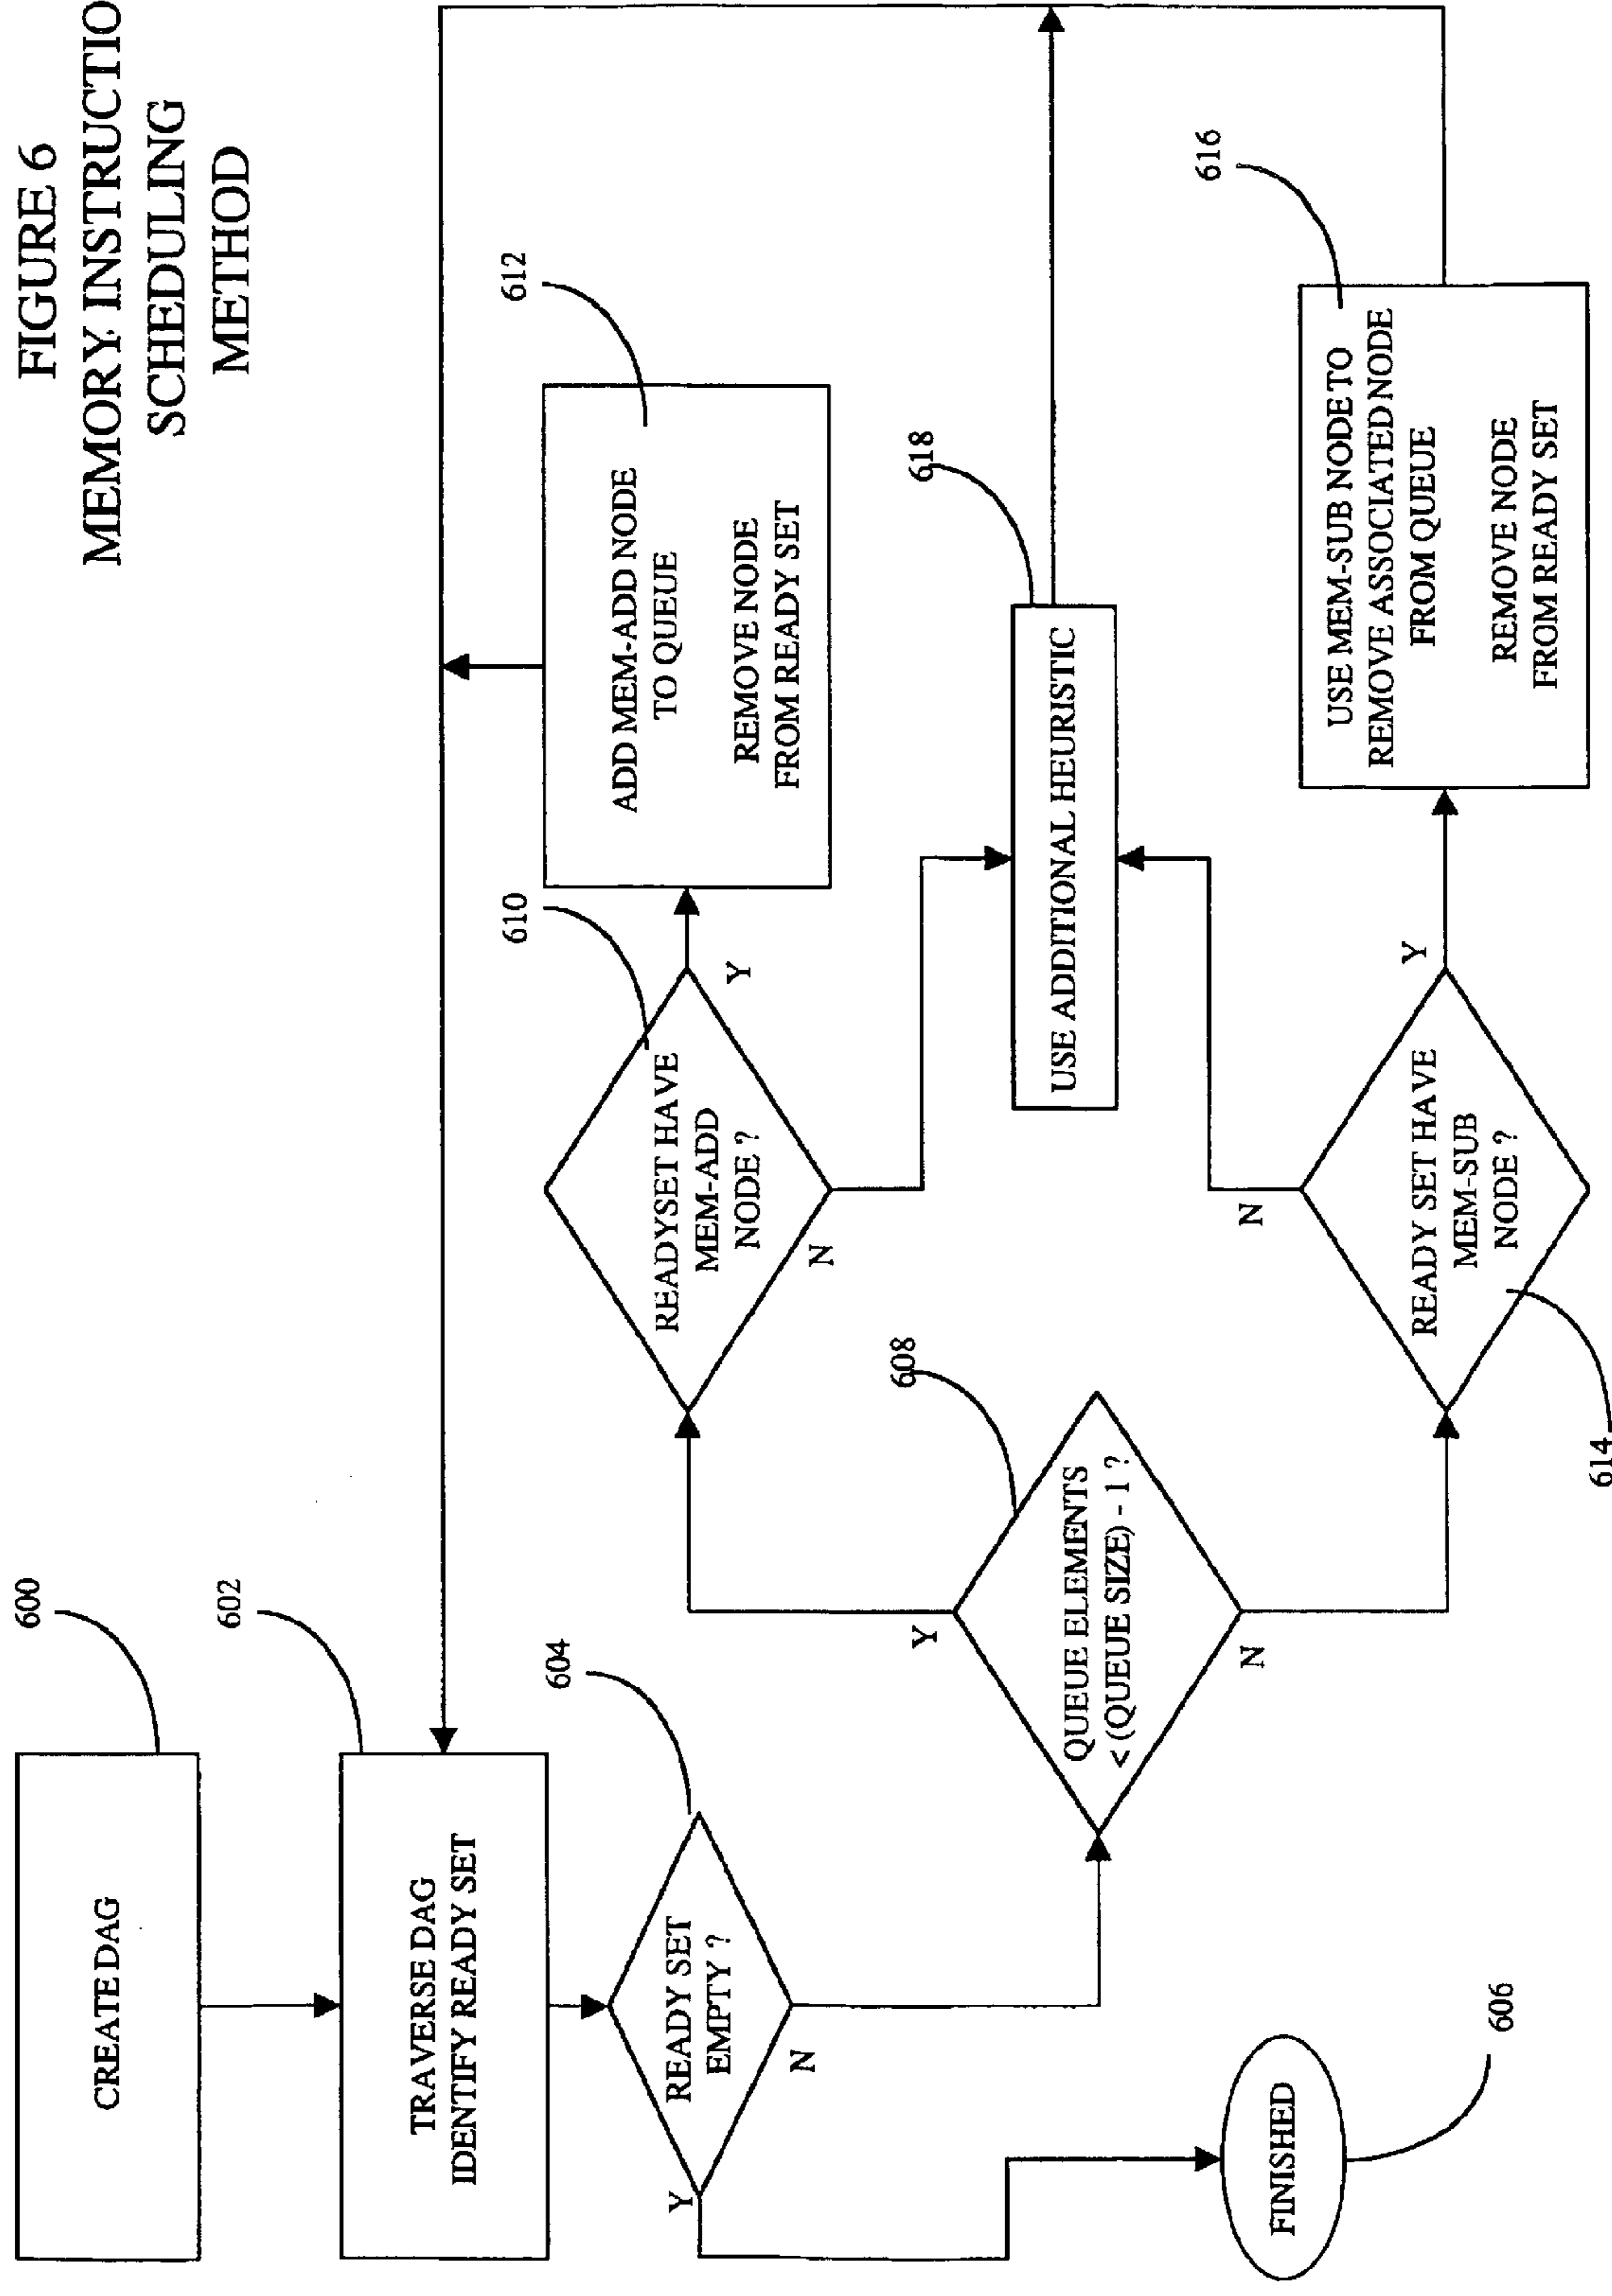 FIGURE 6
MEMORY INSTRUCTIO
SCHEDULING
METHOD
600
CREATE DAG
602
TRAVERSE DAG
IDENTIFY READY SET
604
READY SET
EMPTY ?
Y
N
FINISHED
606
608
QUEUE ELEMENTS
< (QUEUE SIZE) - 1 ?
Y
N
610
READYSET HAVE
MEM-ADD
NODE ?
Y
N
612
ADD MEM-ADD NODE
TO QUEUE
REMOVE NODE
FROM READY SET
618
USE ADDITIONAL HEURISTIC
614
READY SET HAVE
MEM-SUB
NODE ?
N
Y
616
USE MEM-SUB NODE TO
REMOVE ASSOCIATED NODE
FROM QUEUE
REMOVE NODE
FROM READY SET